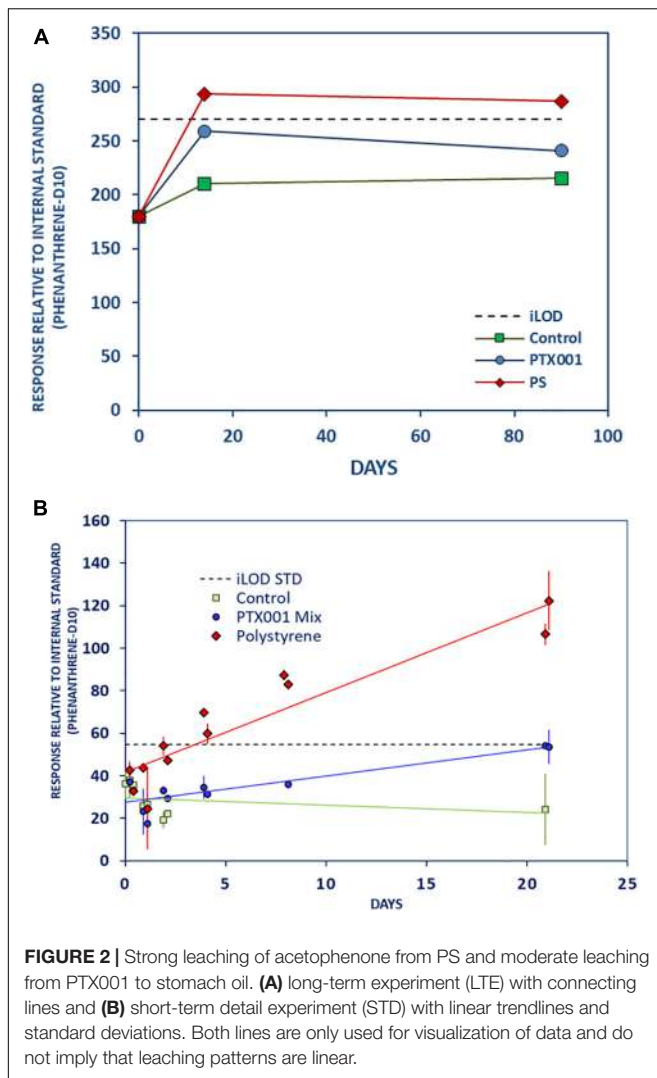 A
RESPONSE RELATIVE TO INTERNAL STANDARD
(PHENANTHRENE-D10)
350
300
250
200
150
100
50
0
0 20 40 60 80 100
DAYS
iLOD
Control
PTX001
PS
B
RESPONSE RELATIVE TO INTERNAL STANDARD
(PHENANTHRENE-D10)
160
140
120
100
80
60
40
20
0
0 5 10 15 20 25
DAYS
iLOD STD
Control
PTX001 Mix
Polystyrene
FIGURE 2 | Strong leaching of acetophenone from PS and moderate leaching
from PTX001 to stomach oil. (A) long-term experiment (LTE) with connecting
lines and (B) short-term detail experiment (STD) with linear trendlines and
standard deviations. Both lines are only used for visualization of data and do
not imply that leaching patterns are linear.